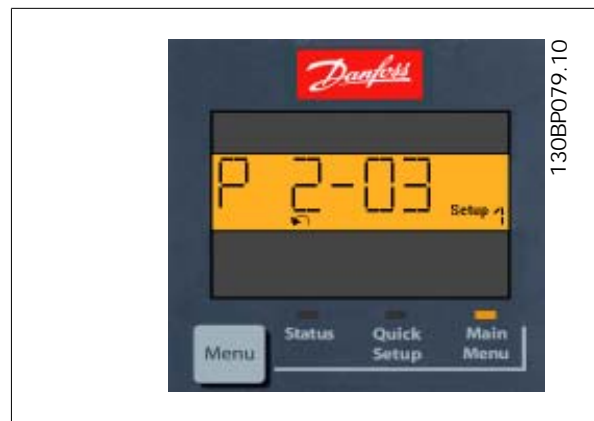 Danfoss
130BP079.10
P 2-03
Setup 1
Menu
Status
Quick Setup
Main Menu